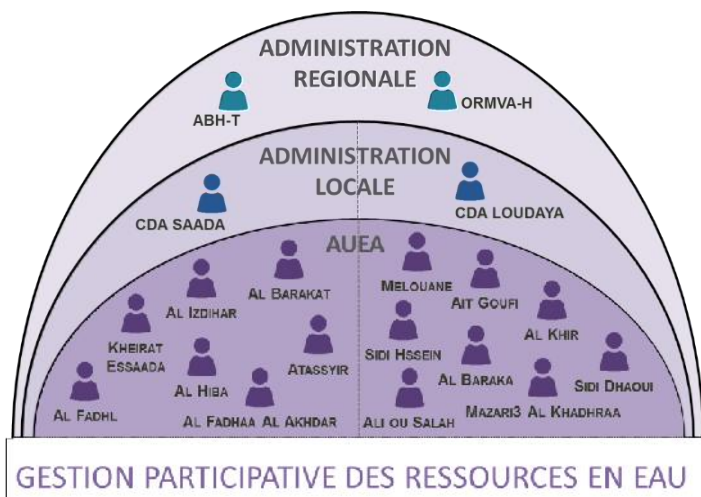 ADMINISTRATION
REGIONALE
ABH-T
ORMVA-H
ADMINISTRATION
LOCALE
CDA SAADA
CDA LOUDAYA
AUEA
AL BARAKAT
MELOUANE
AIT GOUFI
AL IZDIHAR
AL KHIR
KHEIRAT
ESSAADA
ATASSYIR
SIDI HSSEIN
AL HIBA
AL BARAKA
SIDI DHAOUI
AL FADHL
AL FADHAA AL AKHDAR
ALI OU SALAH
MAZARI3 AL KHADHRAA
GESTION PARTICIPATIVE DES RESSOURCES EN EAU